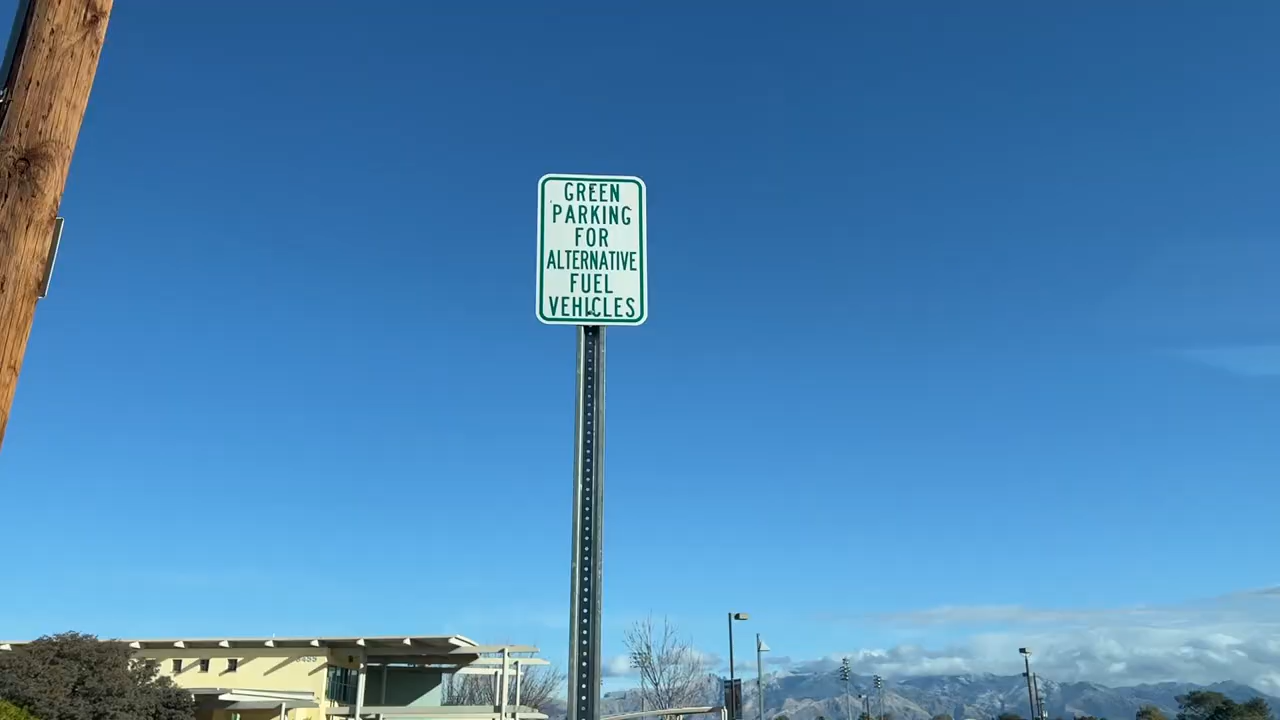 GREEN
PARKING
FOR
ALTERNATIVE
FUEL
VEHICLES